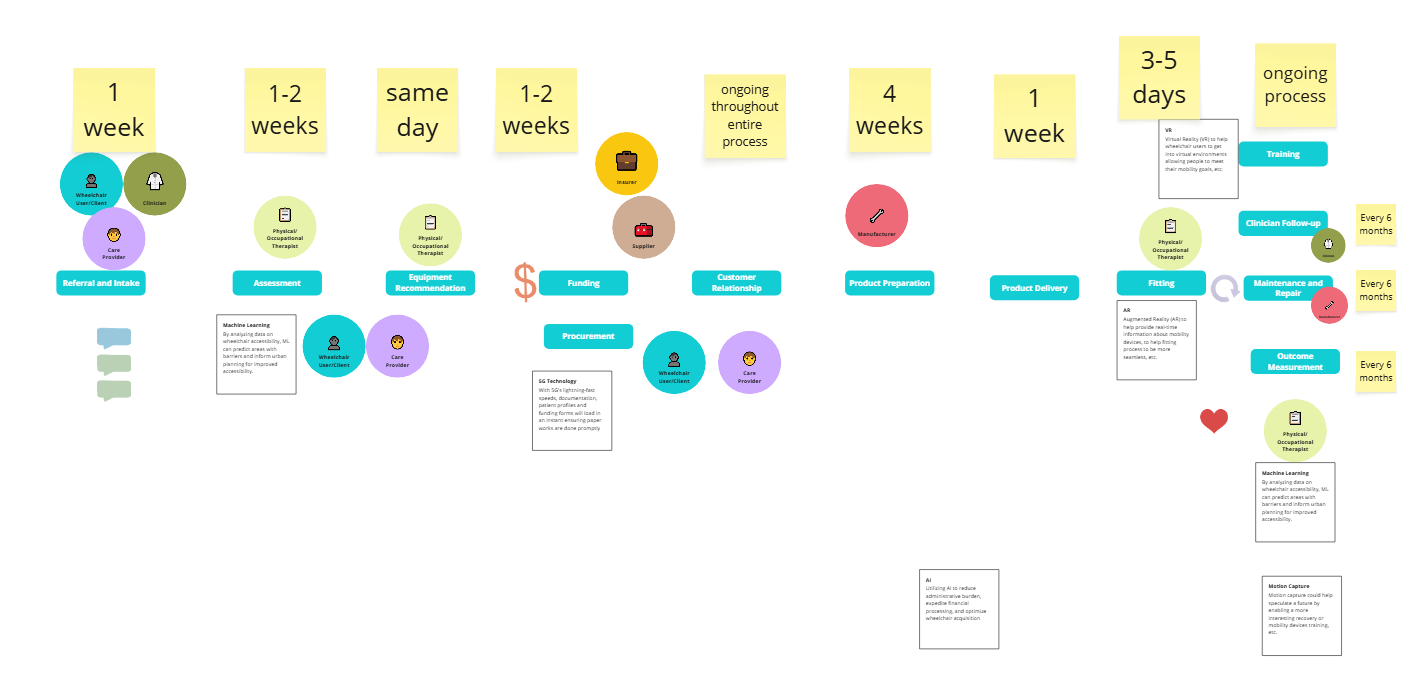 1
week
1-2
weeks
same
day
1-2
weeks
ongoing
throughout
entire
process
4
weeks
1
week
3-5
days
ongoing
process
Wheelchair
User/Client
Clinician
Care
Provider
Referral and Intake
Physical/
Occupational
Therapist
Assessment
Machine Learning
By analyzing data on
wheelchair accessibility, ML
can predict areas with
barriers and inform urban
planning for improved
accessibility.
Wheelchair
User/Client
Care
Provider
Physical/
Occupational
Therapist
Equipment
Recommendation
Insurer
Supplier
$
Funding
Procurement
5G Technology
With 5G's lightning-fast
speeds, documentation,
patient profiles and
funding forms will load in
an instant ensuring paper
works are done promptly
Customer
Relationship
Wheelchair
User/Client
Care
Provider
Manufacturer
Product Preparation
Product Delivery
AI
Utilizing AI to reduce
administrative burden,
expedite financial
processing, and optimize
wheelchair acquisition
VR
Virtual Reality (VR) to help
wheelchair users to get
into virtual environments
allowing people to meet
their mobility goals, etc
Physical/
Occupational
Therapist
Fitting
AR
Augmented Reality (AR) to
help provide real-time
information about mobility
devices, to help fitting
process to be more
seamless, etc.
Training
Clinician Follow-up
Every 6
months
Maintenance and
Repair
Every 6
months
Outcome
Measurement
Every 6
months
Physical/
Occupational
Therapist
Machine Learning
By analyzing data on
wheelchair accessibility, ML
can predict areas with
barriers and inform urban
planning for improved
accessibility.
Motion Capture
Motion capture could help
speculate a future by
enabling a more
interesting recovery or
mobility devices training,
etc.